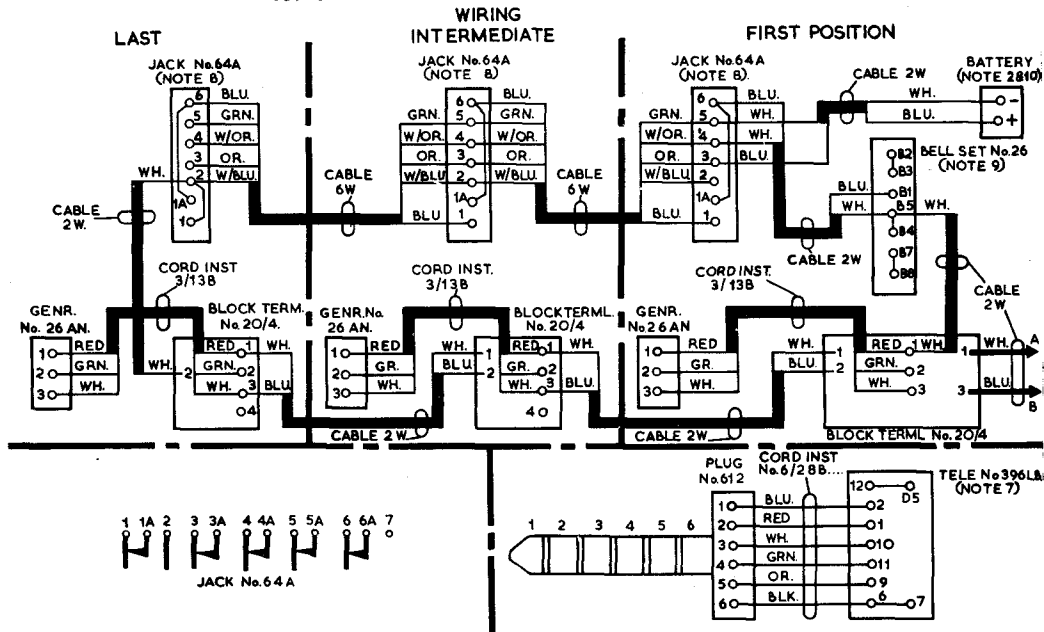 WIRING
LAST
INTERMEDIATE
FIRST POSITION
JACK No.64A
(NOTE 8)
6
5
4
3
2
1A
1
BLU.
GRN.
W/OR.
OR.
W/BLU.
WH.
CABLE
2W.
CABLE
6W
JACK No.64A
(NOTE 8)
GRN.
W/OR.
OR.
W/BLU
BLU
6
5
4
3
2
1A
1
BLU.
GRN.
W/OR.
OR.
W/BLU.
CABLE
6W
JACK No.64A
(NOTE 8).
GRN.
W/OR.
OR.
W/BLU
BLU.
6
5
4
3
2
1A
1
BLU.
WH.
WH.
BLU.
CABLE 2W
WH.
BLU.
BATTERY
(NOTE 2810)
-
+
BELL SET No.26
(NOTE 9)
B2
B3
B1
B5
B4
B7
B8
BLU.
WH.
WH.
CABLE 2W
CABLE
2W
CORD INST
3/13B
GENR.
No. 26 AN.
1
2
3
RED
GRN.
WH.
BLOCK TERM.
No.20/4.
WH.
2
RED
GRN.
WH.
1
2
3
4
WH.
BLU.
CORD INST.
3/13B
GENR.No.
26 AN.
1
2
3
RED
GR.
WH.
BLOCKTERML.
No.20/4
WH.
BLU.
1
2
RED
GR.
WH.
1
2
3
4
WH.
BLU.
CABLE 2W
CORD INST.
3/13B
GENR.
No26AN
1
2
3
RED
GRN.
WH.
WH.
BLU.
1
2
RED
GRN.
WH.
1
2
3
WH.
1
3
WH.
BLU.
A
B
CABLE 2W
BLOCK TERML No.20/4
1 1A 2 3 3A 4 4A 5 5A 6 6A 7
JACK No.64A
1 2 3 4 5 6
PLUG
No.612
1
2
3
4
5
6
CORD INST
No.6/28B....
BLU.
RED
WH.
GRN.
OR.
BLK.
12
D5
2
1
10
11
9
6
7
TELE No396LB
(NOTE 7)